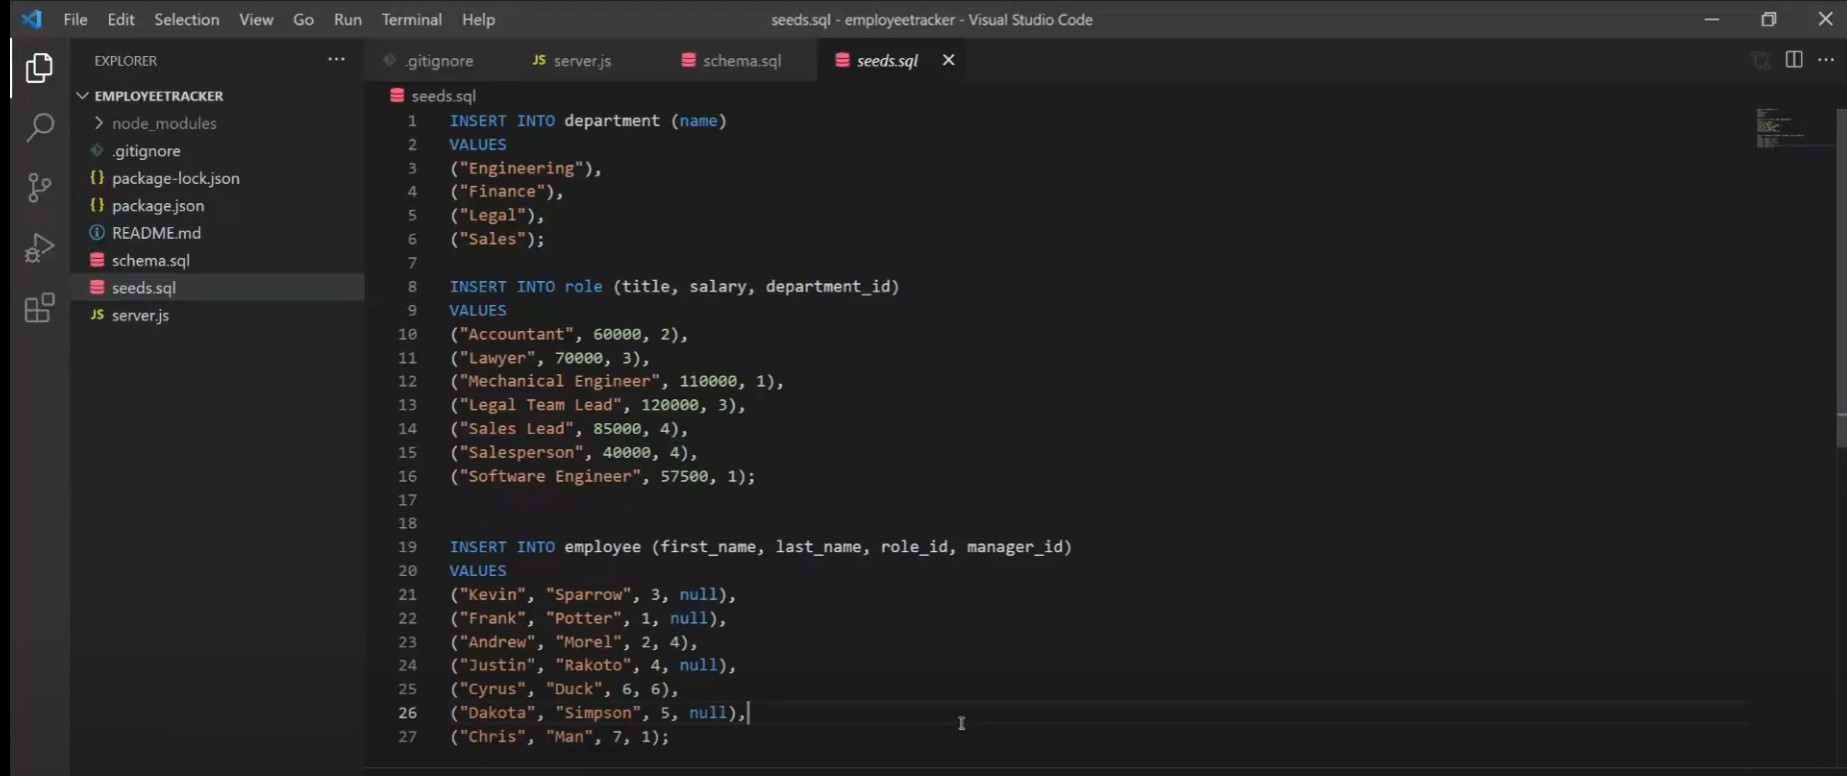 File Edit Selection View Go Run Terminal Help
seeds.sql - employeetracker - Visual Studio Code
EXPLORER
EMPLOYEETRACKER
node_modules
.gitignore
package-lock.json
package.json
README.md
schema.sql
seeds.sql
JS server.js
.gitignore
JS server.js
schema.sql
seeds.sql
seeds.sql
1 INSERT INTO department (name)
2 VALUES
3 ("Engineering"),
4 ("Finance"),
5 ("Legal"),
6 ("Sales");
7
8 INSERT INTO role (title, salary, department_id)
9 VALUES
10 ("Accountant", 60000, 2),
11 ("Lawyer", 70000, 3),
12 ("Mechanical Engineer", 110000, 1),
13 ("Legal Team Lead", 120000, 3),
14 ("Sales Lead", 85000, 4),
15 ("Salesperson", 40000, 4),
16 ("Software Engineer", 57500, 1);
17
18
19 INSERT INTO employee (first_name, last_name, role_id, manager_id)
20 VALUES
21 ("Kevin", "Sparrow", 3, null),
22 ("Frank", "Potter", 1, null),
23 ("Andrew", "Morel", 2, 4),
24 ("Justin", "Rakoto", 4, null),
25 ("Cyrus", "Duck", 6, 6),
26 ("Dakota", "Simpson", 5, null),
27 ("Chris", "Man", 7, 1);